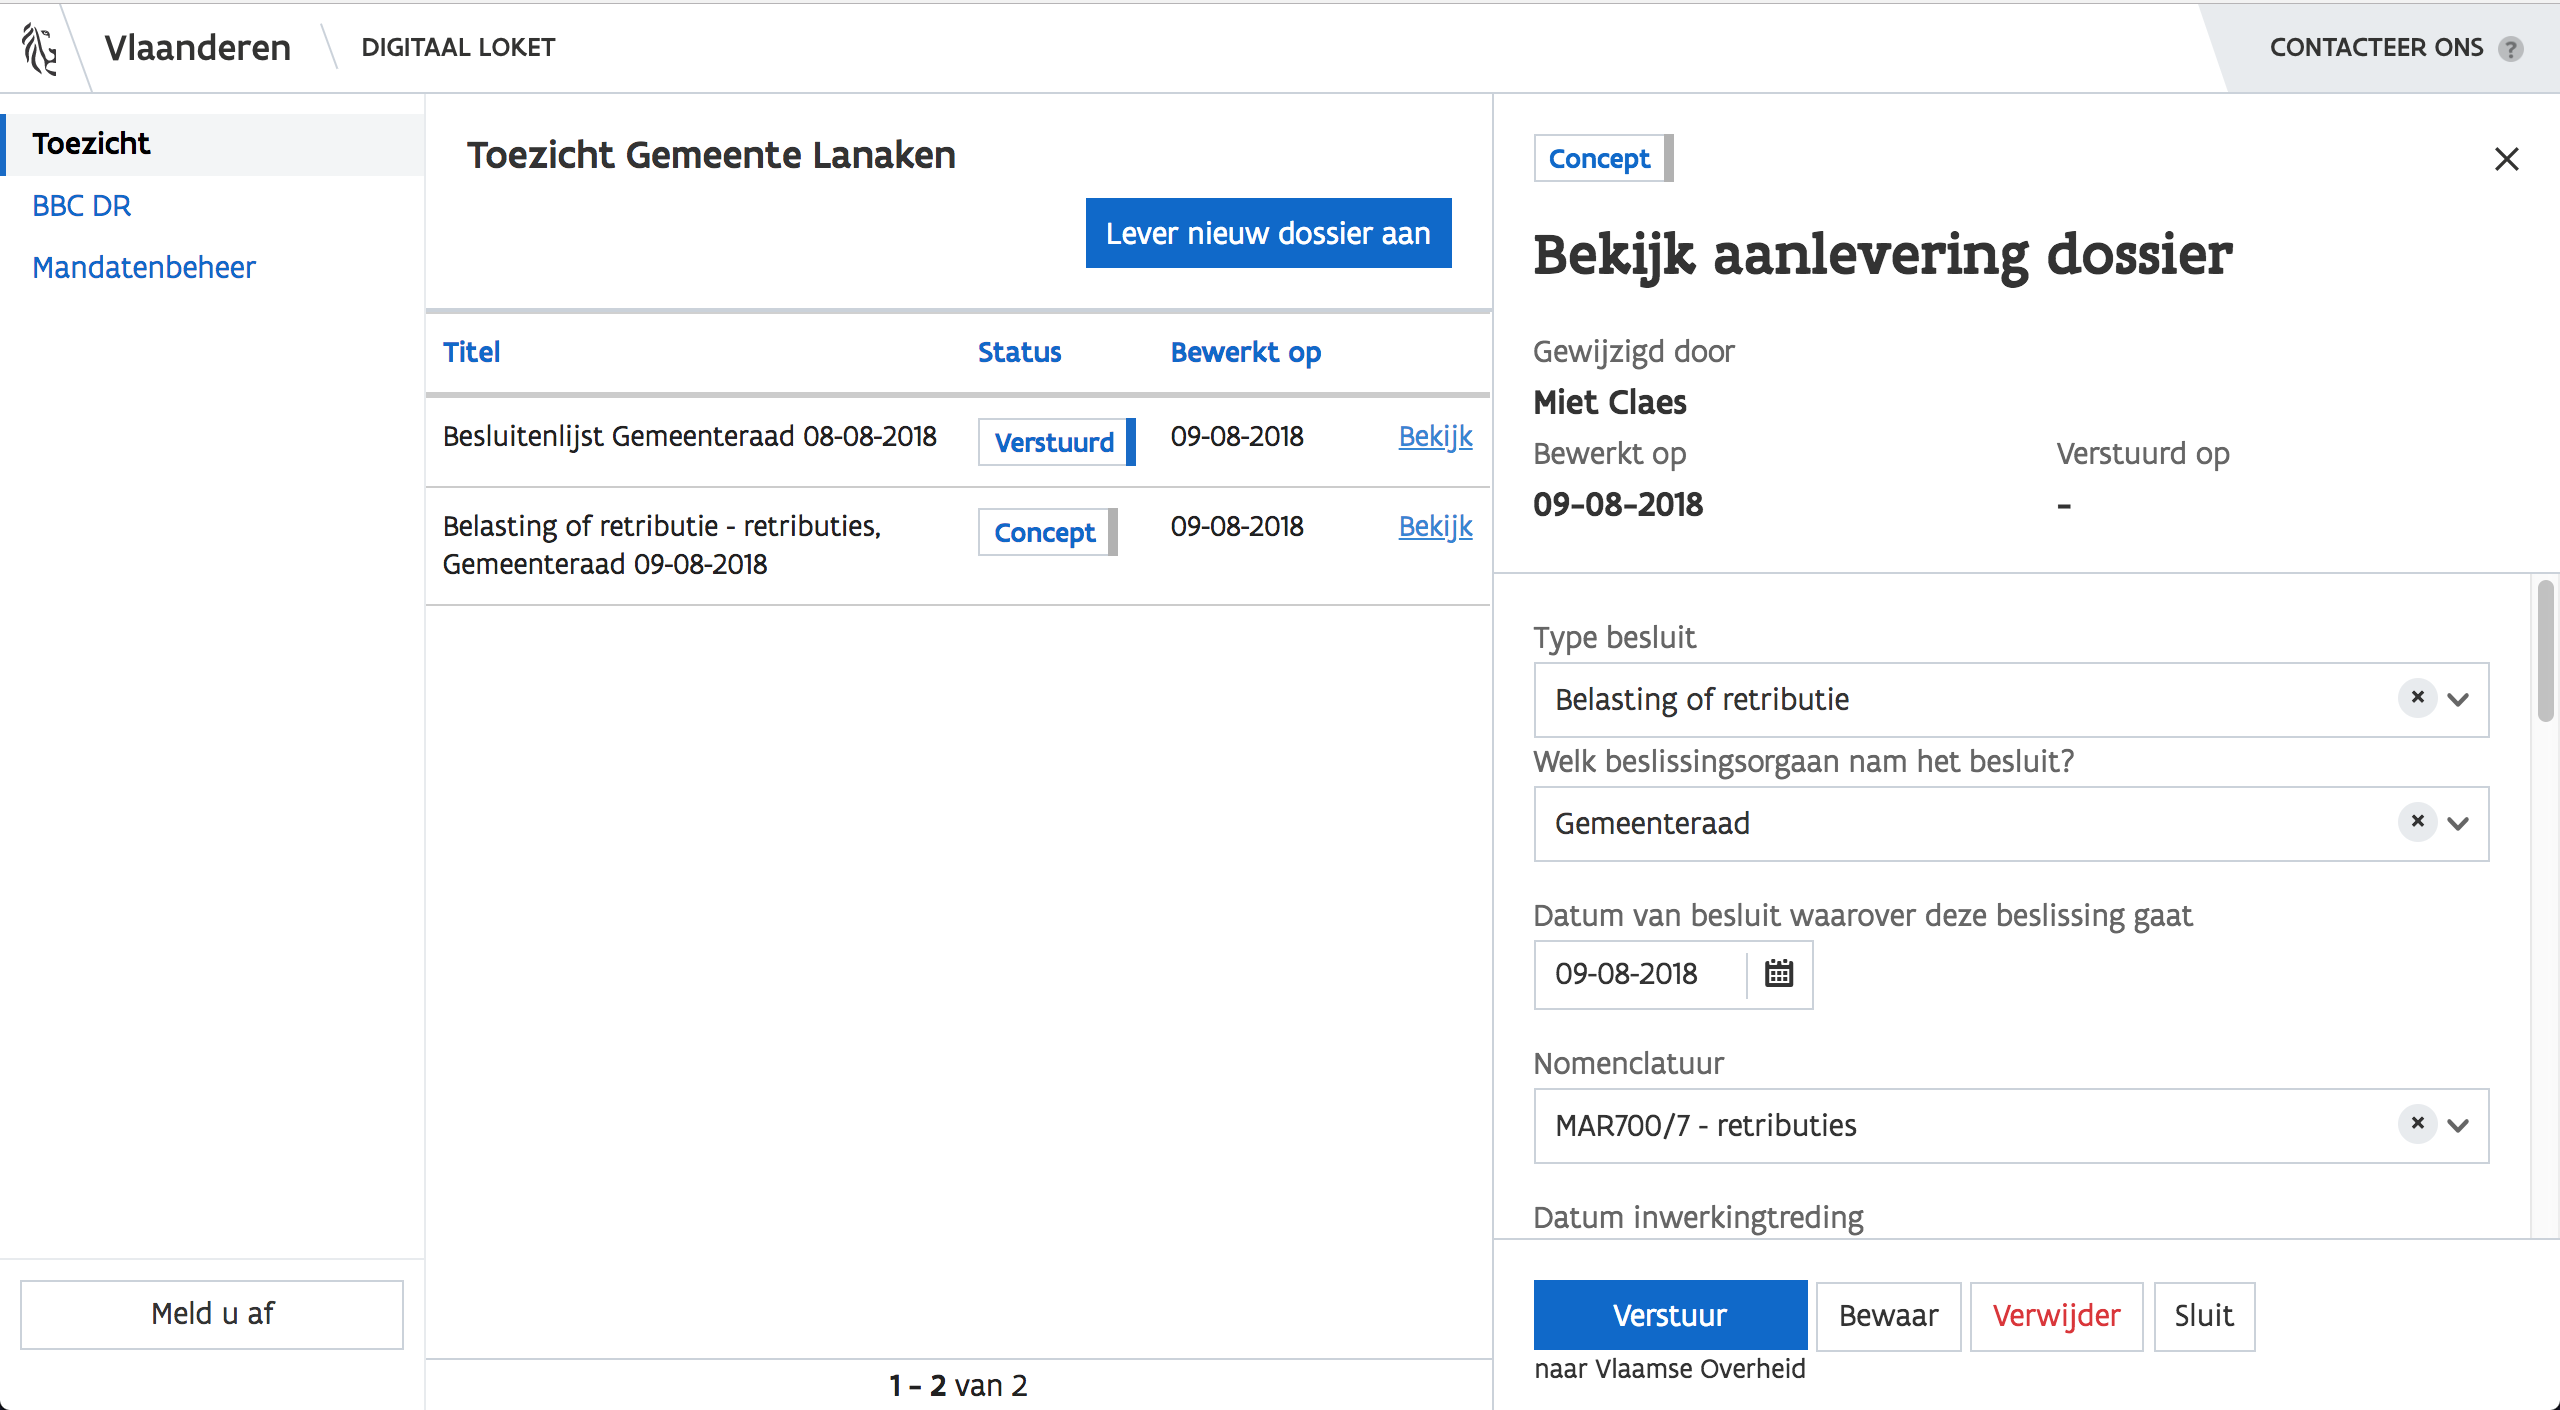 Vlaanderen
DIGITAAL LOKET
CONTACTEER ONS ?
Toezicht
BBC DR
Mandatenbeheer
Meld u af
Toezicht Gemeente Lanaken
Lever nieuw dossier aan
Titel Status Bewerkt op
Besluitenlijst Gemeenteraad 08-08-2018 Verstuurd 09-08-2018 Bekijk
Belasting of retributie - retributies, Concept 09-08-2018 Bekijk
Gemeenteraad 09-08-2018
1 - 2 van 2
Concept
Bekijk aanlevering dossier
Gewijzigd door
Miet Claes
Bewerkt op Verstuurd op
09-08-2018 -
Type besluit
Belasting of retributie
Welk beslissingsorgaan nam het besluit?
Gemeenteraad
Datum van besluit waarover deze beslissing gaat
09-08-2018
Nomenclatuur
MAR700/7 - retributies
Datum inwerkingtreding
Verstuur Bewaar Verwijder Sluit
naar Vlaamse Overheid